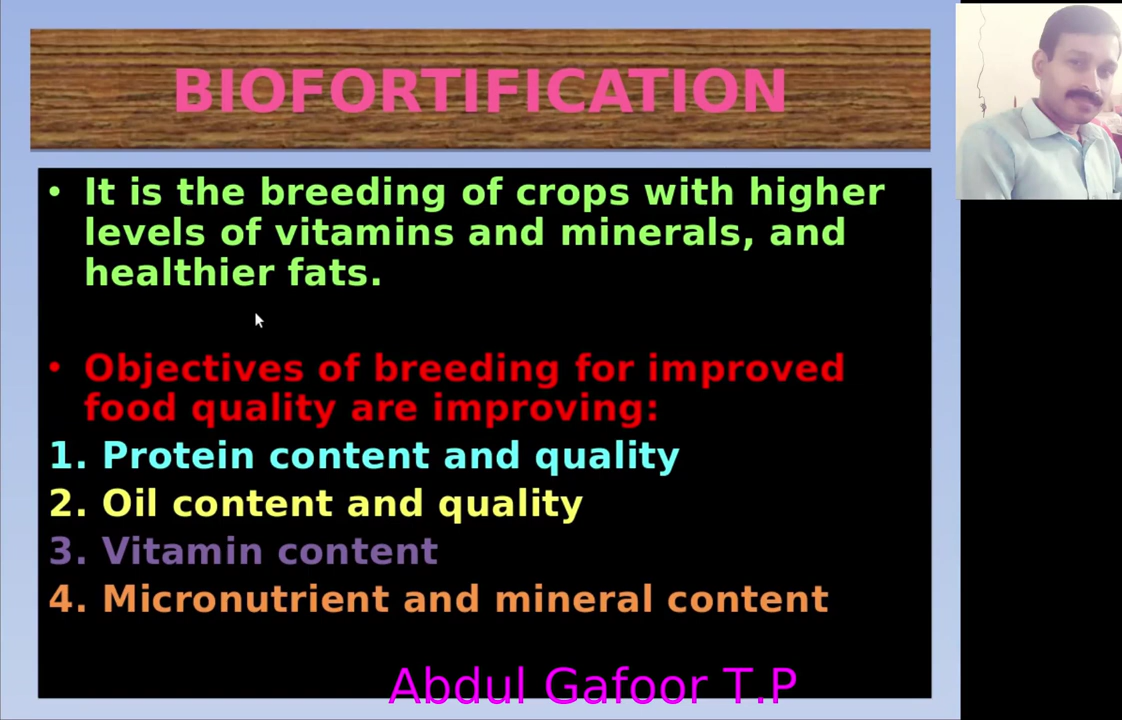 BIOFORTIFICATION
• It is the breeding of crops with higher
levels of vitamins and minerals, and
healthier fats.
• Objectives of breeding for improved
food quality are improving:
1. Protein content and quality
2. Oil content and quality
3. Vitamin content
4. Micronutrient and mineral content
Abdul Gafoor T.P